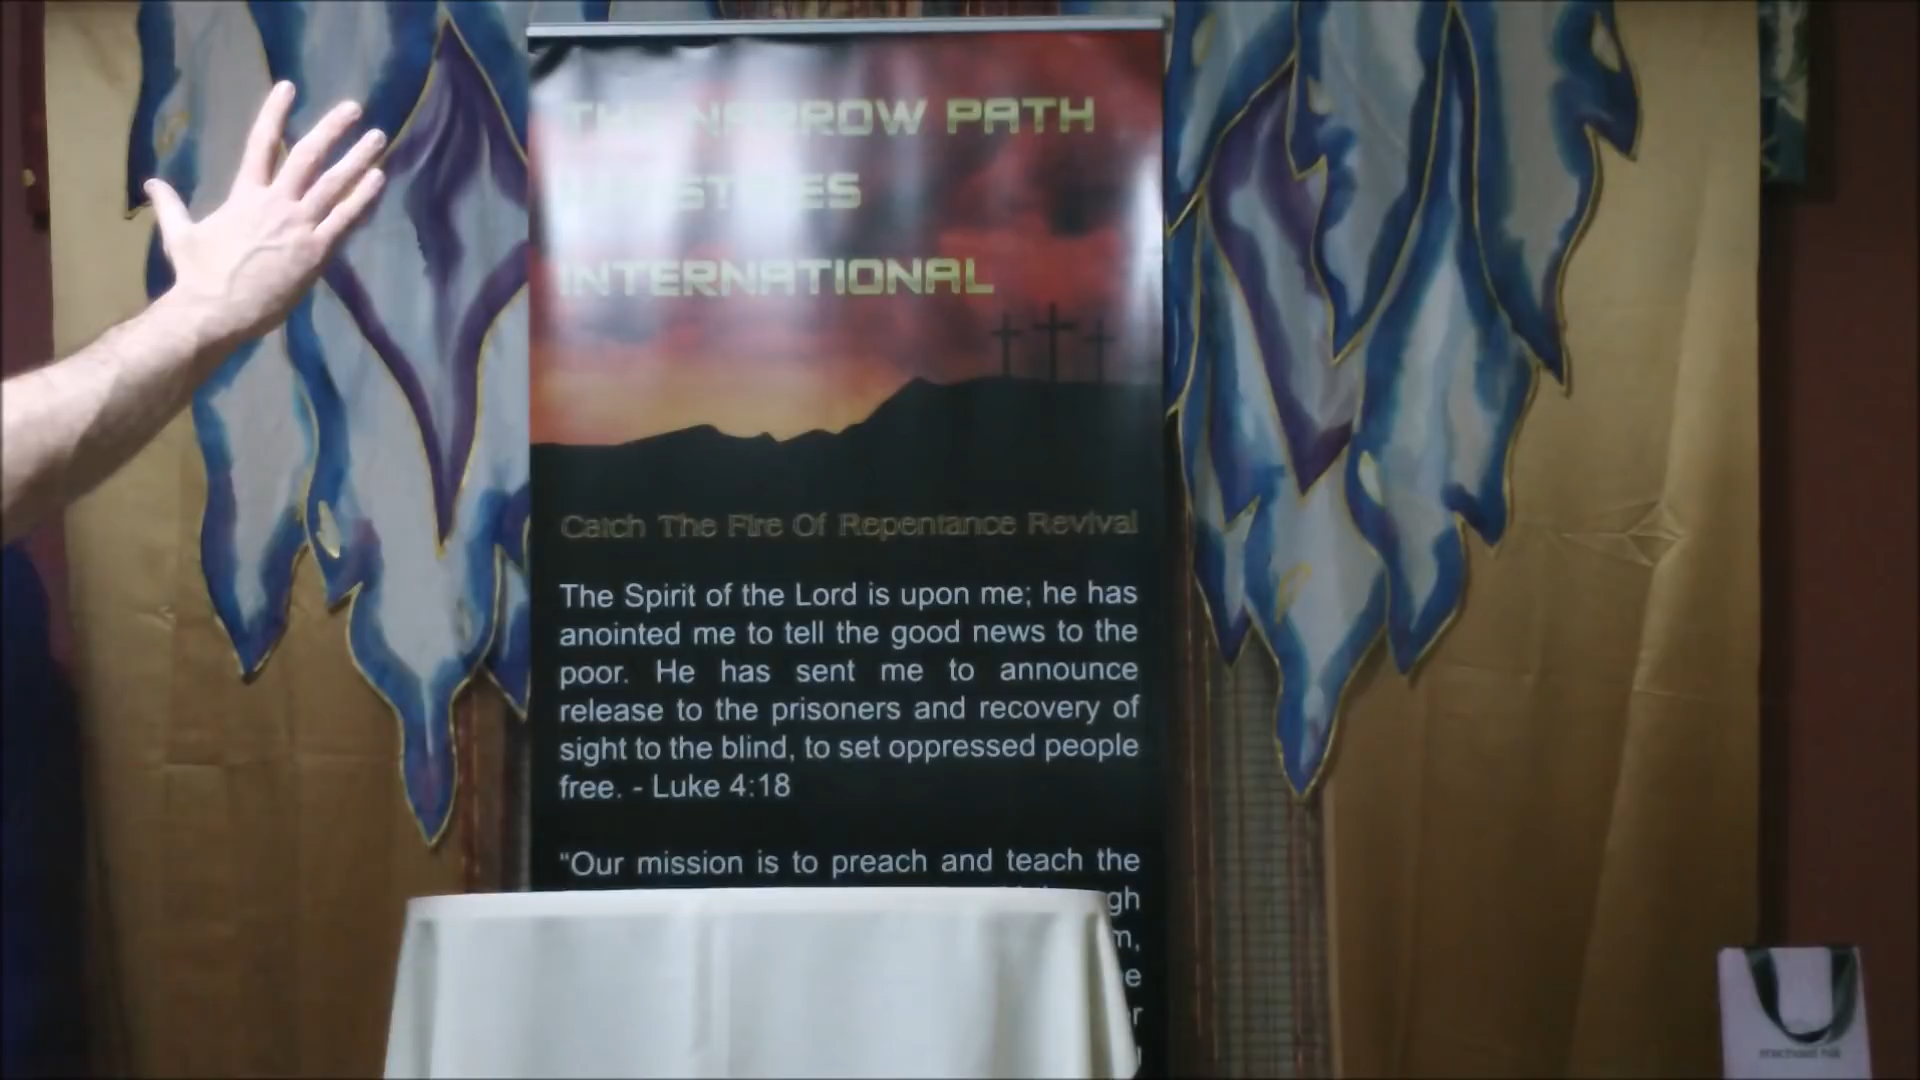 THE NARROW PATH
MINISTRIES
INTERNATIONAL
Catch The Fire Of Repentance Revival
The Spirit of the Lord is upon me; he has
anointed me to tell the good news to the
poor. He has sent me to announce
release to the prisoners and recovery of
sight to the blind, to set oppressed people
free. - Luke 4:18
"Our mission is to preach and teach the